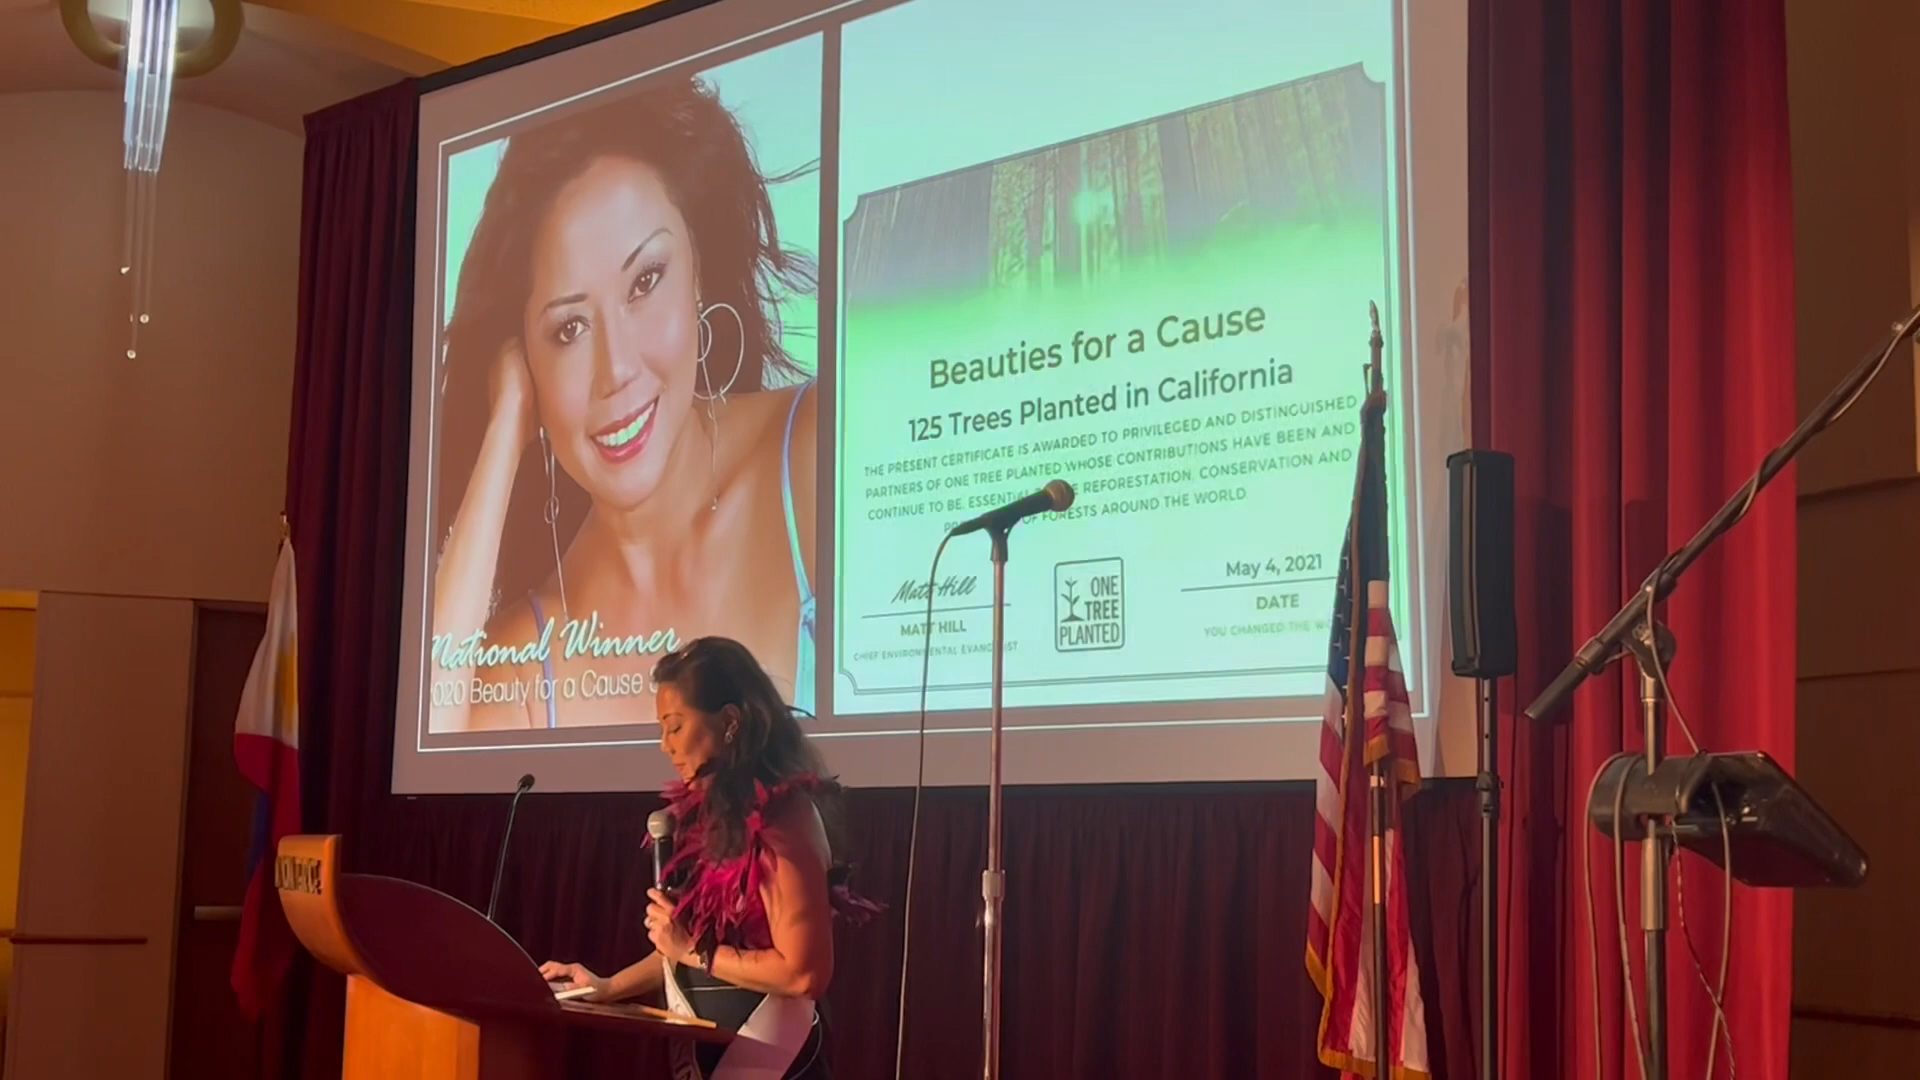 National Winner
2020 Beauty for a Cause
Beauties for a Cause
125 Trees Planted in California
THE PRESENT CERTIFICATE IS AWARDED TO PRIVILEGED AND DISTINGUISHED
PARTNERS OF ONE TREE PLANTED WHOSE CONTRIBUTIONS HAVE BEEN AND
CONTINUE TO BE, ESSENTIAL REFORESTATION, CONSERVATION AND
OF FORESTS AROUND THE WORLD
Matt Hill
MATT HILL
CHIEF ENVIRONMENTAL EVANGELIST
ONE
TREE
PLANTED
May 4, 2021
DATE
YOU CHANGED THE